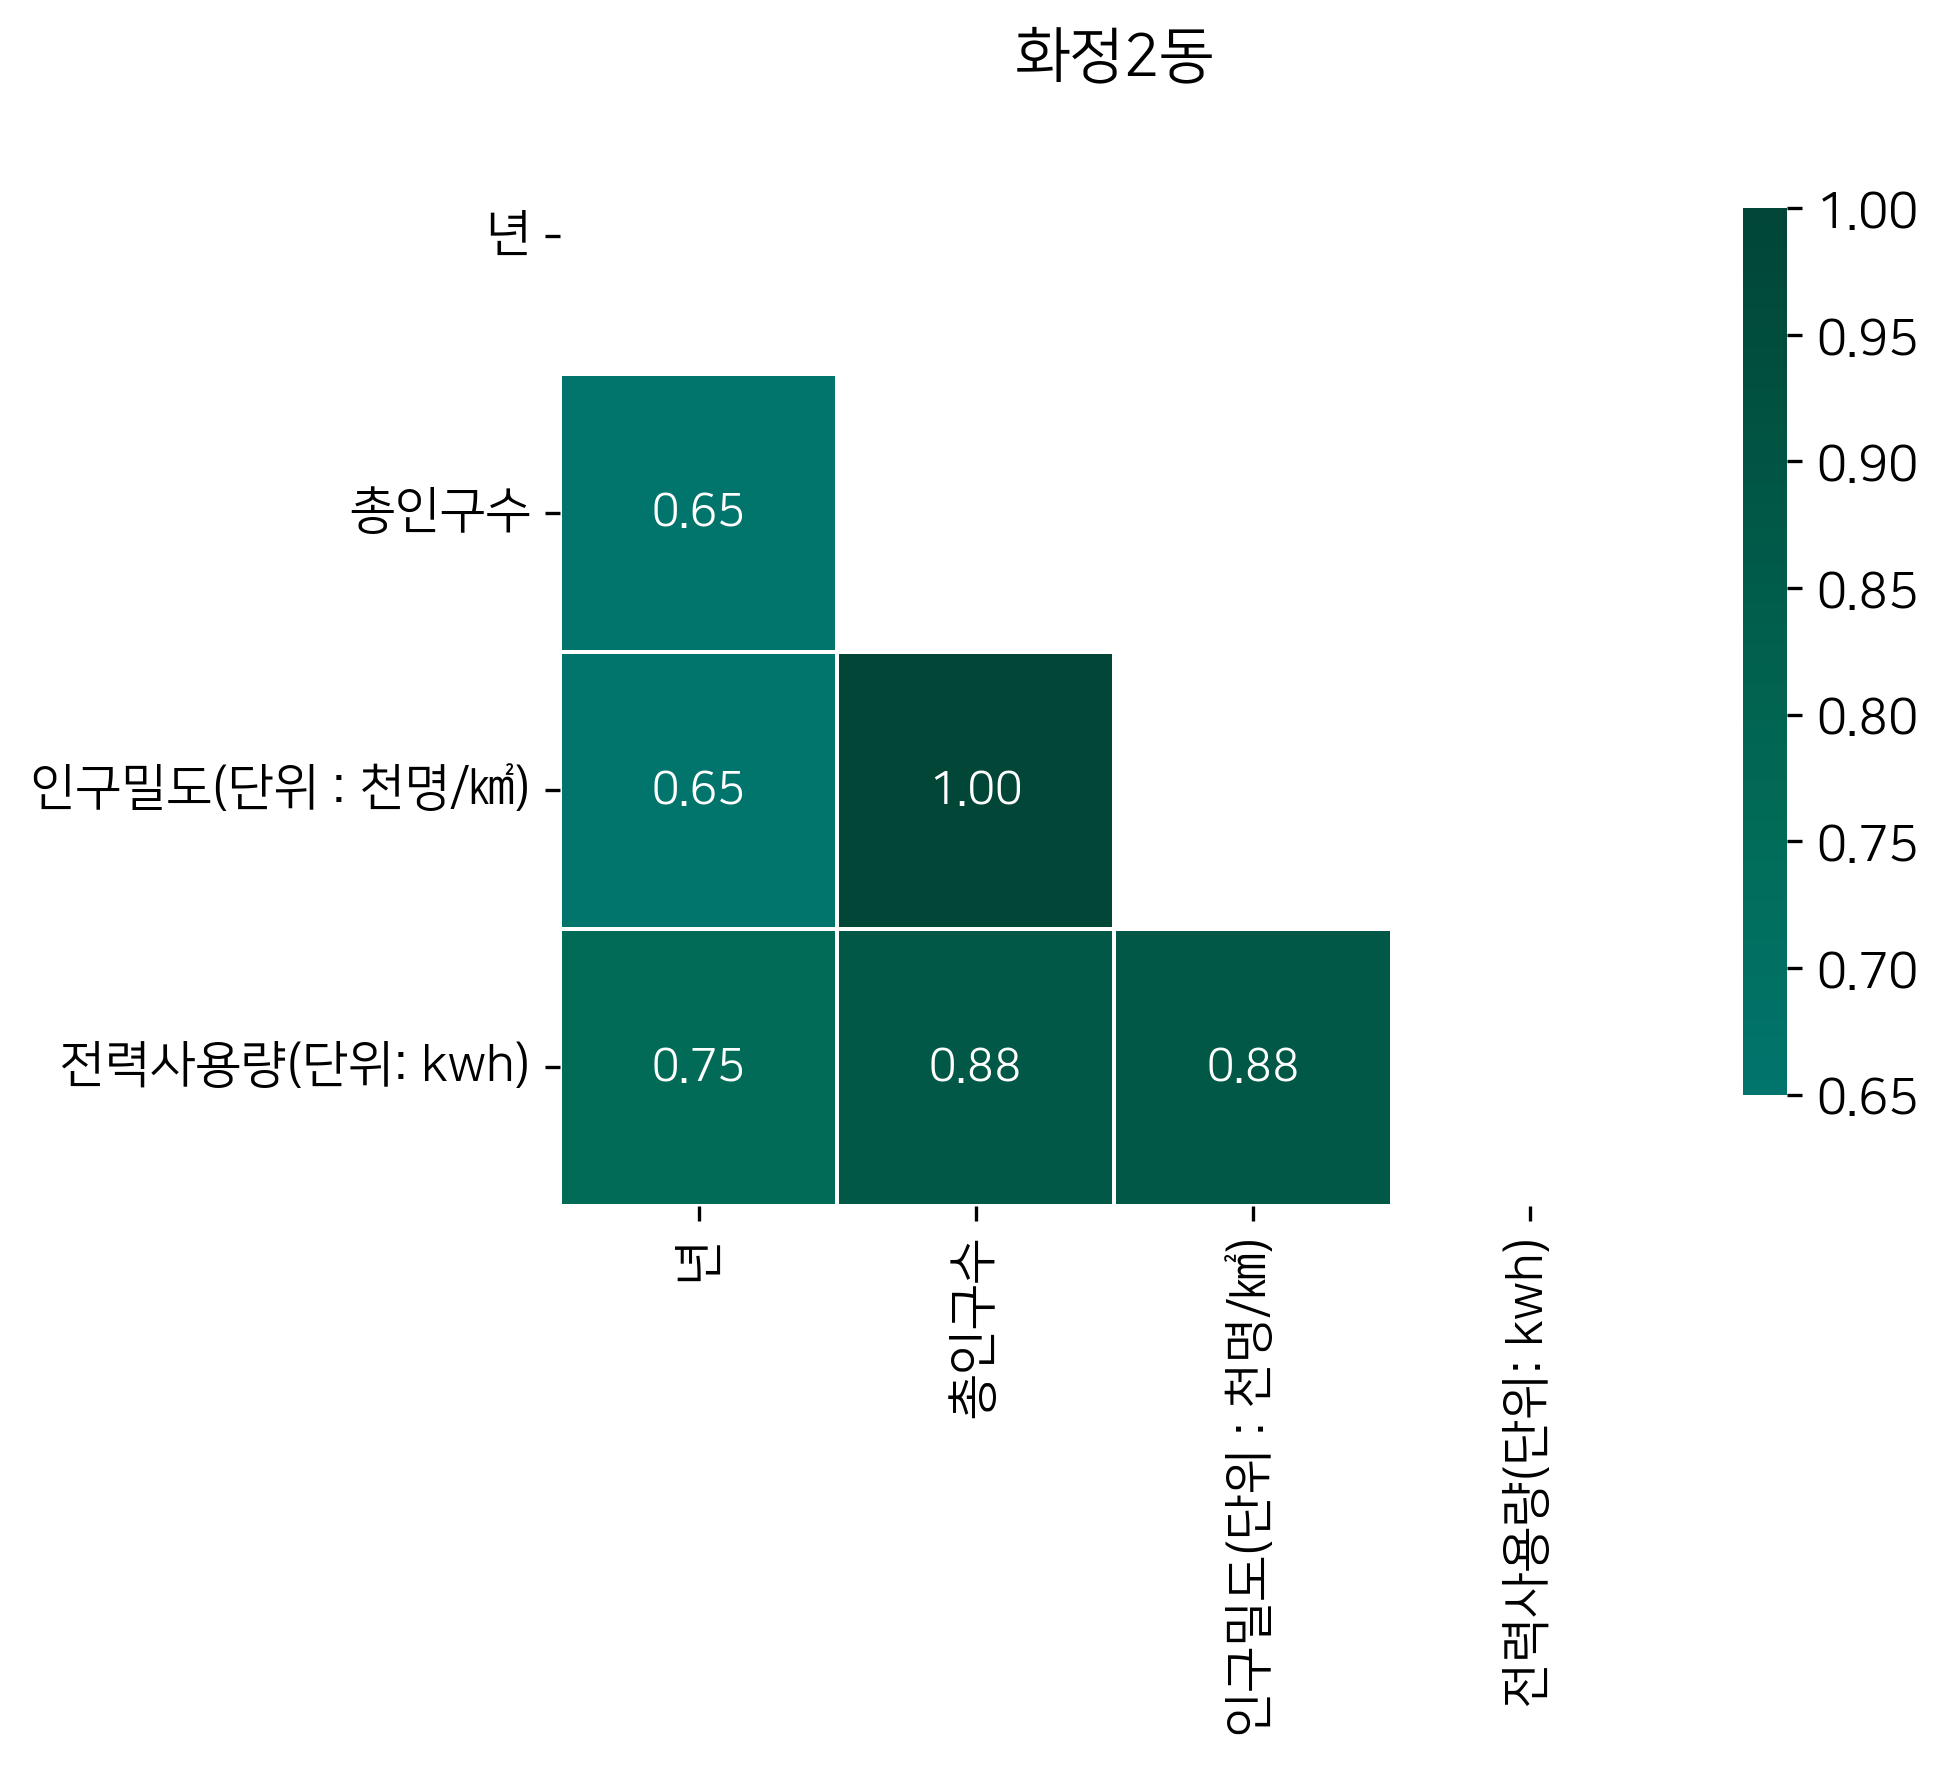 화정2동
년
총인구수
0.65
인구밀도(단위 : 천명/㎢)
0.65 1.00
전력사용량(단위: kwh)
0.75 0.88 0.88
년
총인구수
인구밀도(단위 : 천명/㎢)
전력사용량(단위: kwh)
1.00
0.95
0.90
0.85
0.80
0.75
0.70
0.65